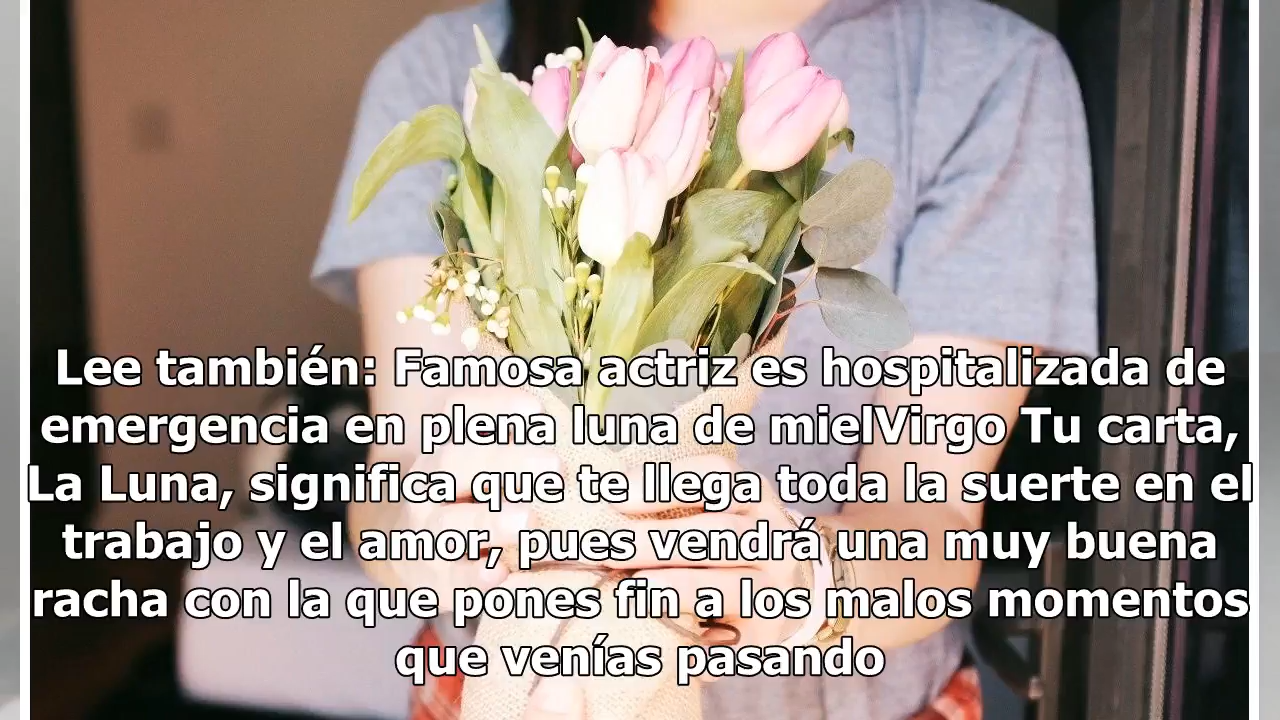 Lee también: Famosa actriz es hospitalizada de
emergencia en plena luna de mielVirgo Tu carta,
La Luna, significa que te llega toda la suerte en el
trabajo y el amor, pues vendrá una muy buena
racha con la que pones fin a los malos momentos
que venías pasando